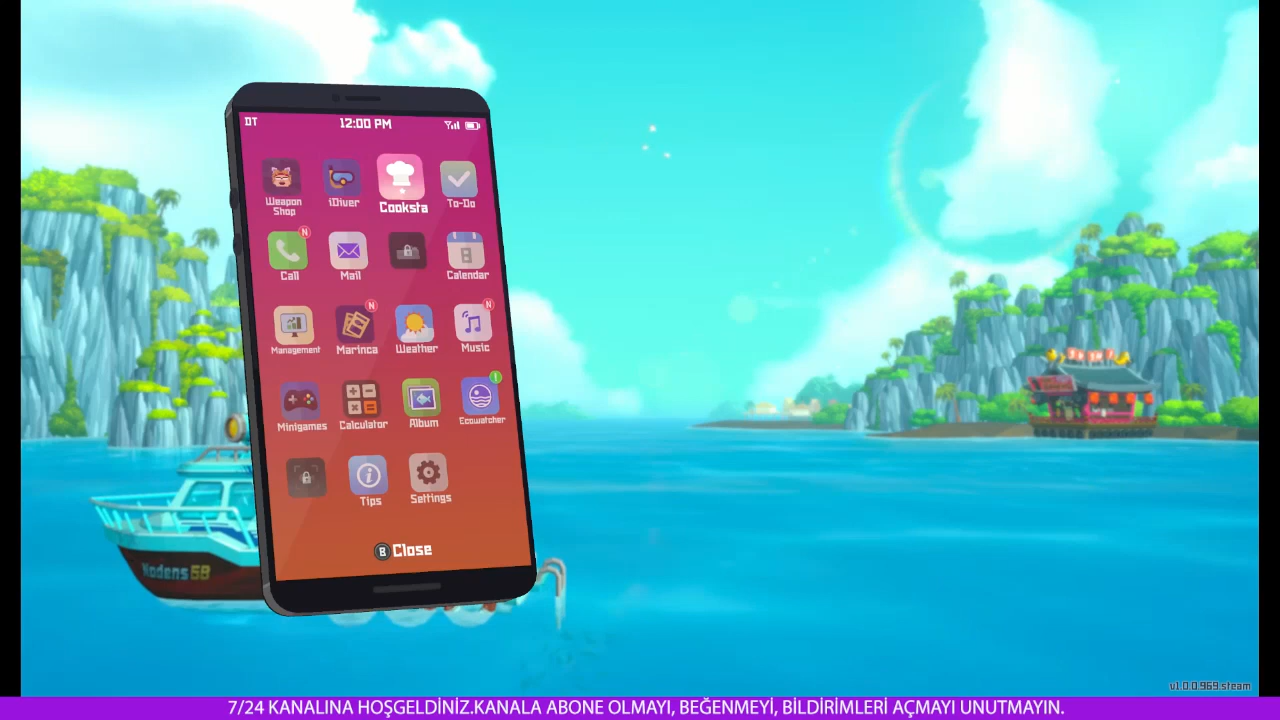 DT
12:00 PM
Weapon
Shop
iDiver
Cooksta
To-Do
N
Call
Mail
Calendar
N
N
Management
Marinca
Weather
Music
Minigames
Calculator
Album
Ecowatcher
Tips
Settings
B Close
Nodens68
v1.0.0.969.steam
7/24 KANALINA HOŞGELDİNİZ.KANALA ABONE OLMAYI, BEĞENMEYİ, BİLDİRİMLERİ AÇMAYI UNUTMAYIN.